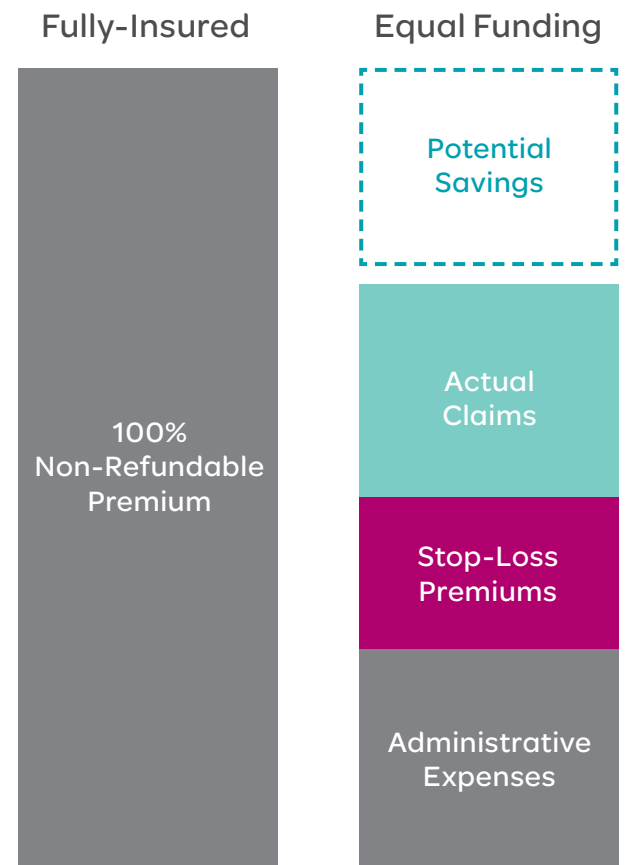 Fully-Insured
Equal Funding
100%
Non-Refundable
Premium
Potential
Savings
Actual
Claims
Stop-Loss
Premiums
Administrative
Expenses